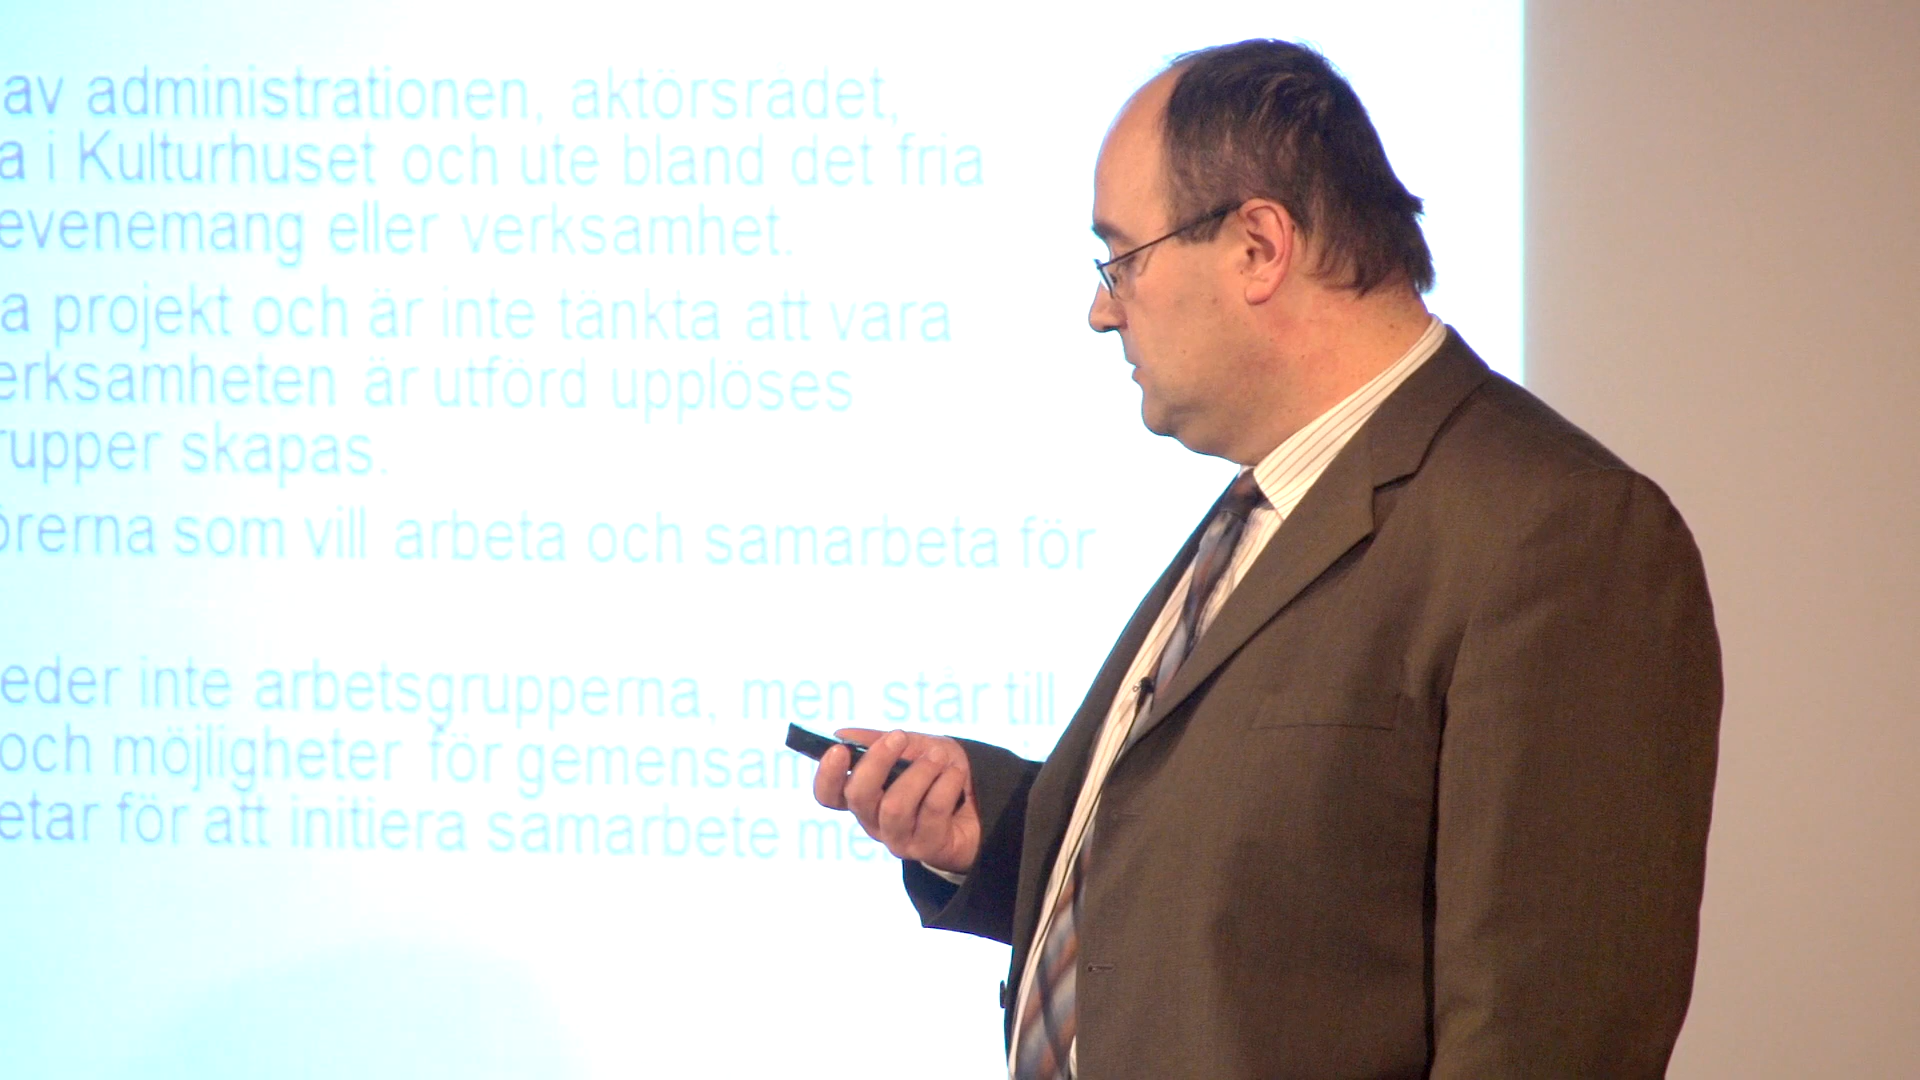 av administrationen, aktörsrådet,
a i Kulturhuset och ute bland det fria
evenemang eller verksamhet.
a projekt och är inte tänkta att vara
erksamheten är utförd upplöses
rupper skapas.
örerna som vill arbeta och samarbeta för
eder inte arbetsgrupperna, men står till
och möjligheter för gemensam
etar för att initiera samarbete me